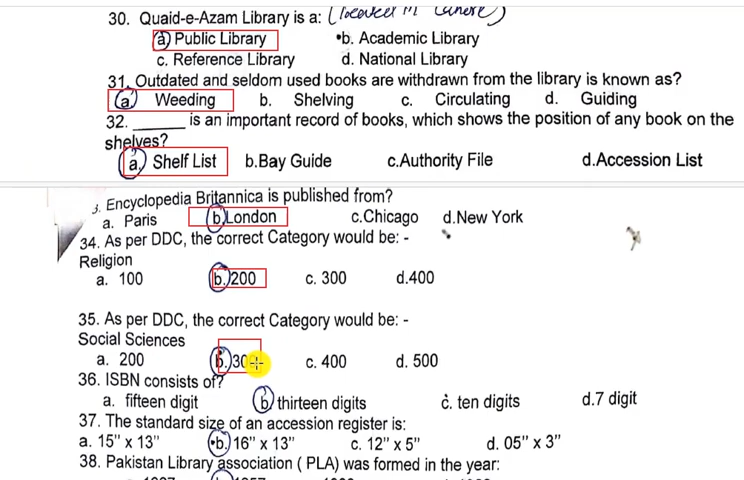 30. Quaid-e-Azam Library is a: (located in Lahore)
a. Public Library •b. Academic Library
c. Reference Library d. National Library
31. Outdated and seldom used books are withdrawn from the library is known as?
a. Weeding b. Shelving c. Circulating d. Guiding
32. ______ is an important record of books, which shows the position of any book on the
shelves?
a. Shelf List b.Bay Guide c.Authority File d.Accession List
3. Encyclopedia Britannica is published from?
a. Paris b.London c.Chicago d.New York
34. As per DDC, the correct Category would be: -
Religion
a. 100 b. 200 c. 300 d.400
35. As per DDC, the correct Category would be: -
Social Sciences
a. 200 b. 30 c. 400 d. 500
36. ISBN consists of?
a. fifteen digit b thirteen digits c. ten digits d.7 digit
37. The standard size of an accession register is:
a. 15" x 13" •b. 16" x 13" c. 12" x 5" d. 05" x 3"
38. Pakistan Library association ( PLA) was formed in the year: